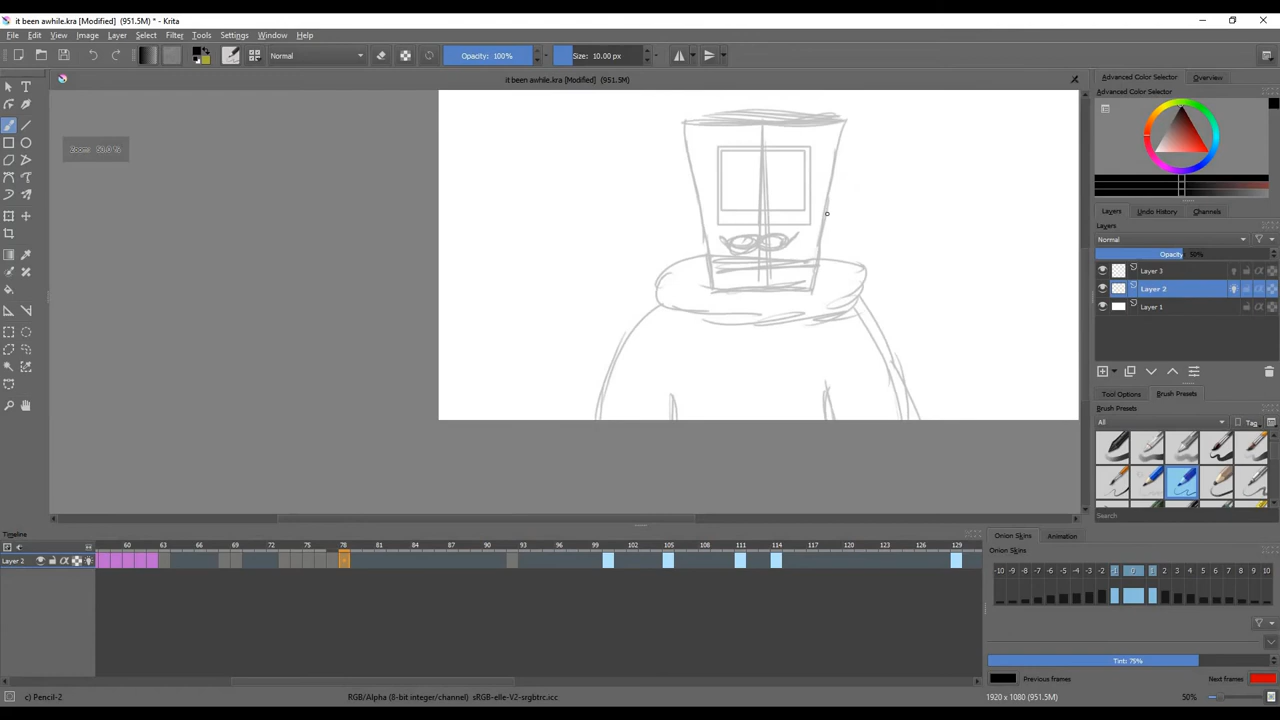 it been awhile.kra [Modified] (951.5M) * - Krita
File Edit View Image Layer Select Filter Tools Settings Window Help
Normal
Opacity: 100%
Size: 10.00 px
it been awhile.kra [Modified] (951.5M)
Advanced Color Selector
Overview
Advanced Color Selector
Zoom: 50.0 %
Layers
Undo History
Channels
Layers
Normal
Opacity 50%
Layer 3
Layer 2
Layer 1
Tool Options
Brush Presets
Brush Presets
All
Tag
Search
Timeline
60 63 66 69 72 75 78 81 84 87 90 93 96 99 102 105 108 111 114 117 120 123 126 129
Layer 2
Onion Skins
Animation
Onion Skins
-10 -9 -8 -7 -6 -5 -4 -3 -2 -1 0 1 2 3 4 5 6 7 8 9 10
Tint: 75%
Previous frames
Next frames
c) Pencil-2
RGB/Alpha (8-bit integer/channel) sRGB-elle-V2-srgbtrc.icc
1920 x 1080 (951.5M)
50%